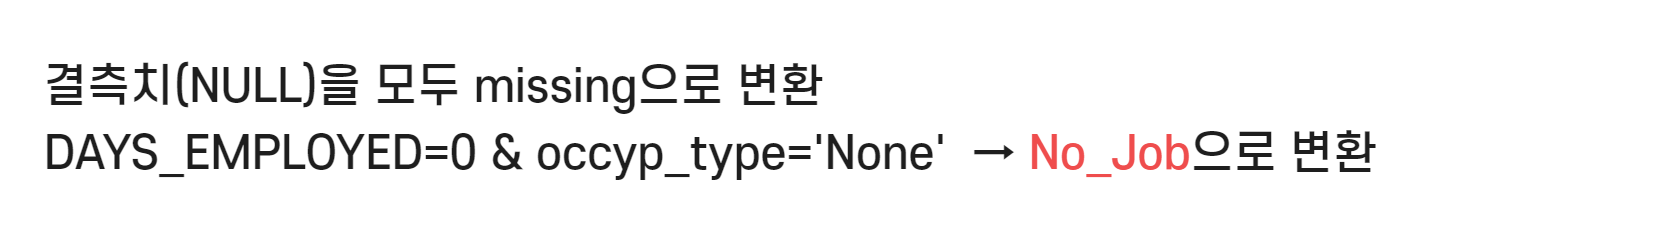 결측치(NULL)을 모두 missing으로 변환
DAYS_EMPLOYED=0 & occyp_type='None' → No_Job으로 변환